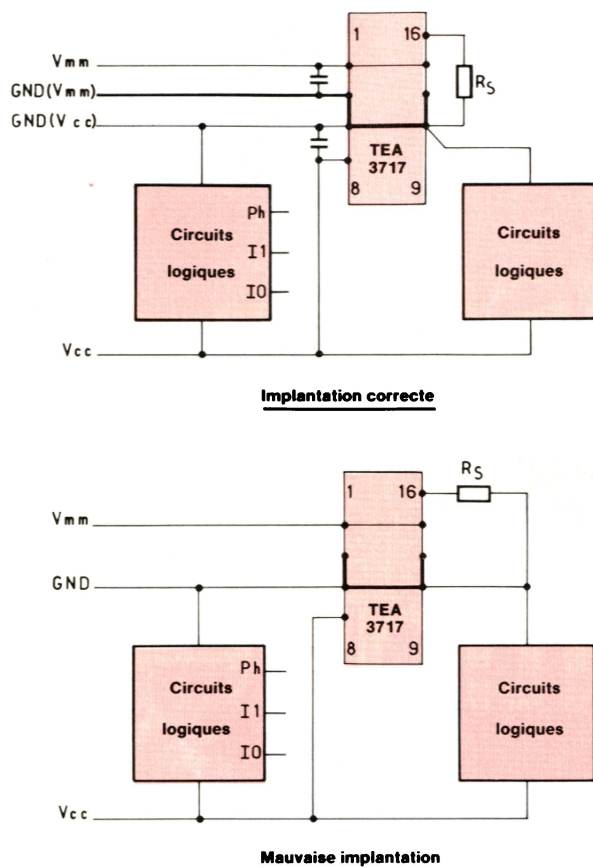 1 16
Vmm
GND(Vmm)
RS
GND(Vcc)
TEA
3717
8 9
Ph
Circuits
logiques
I1
I0
Circuits
logiques
Vcc
Implantation correcte
RS
1 16
Vmm
GND
TEA
3717
8 9
Ph
Circuits
logiques
I1
I0
Circuits
logiques
Vcc
Mauvaise implantation